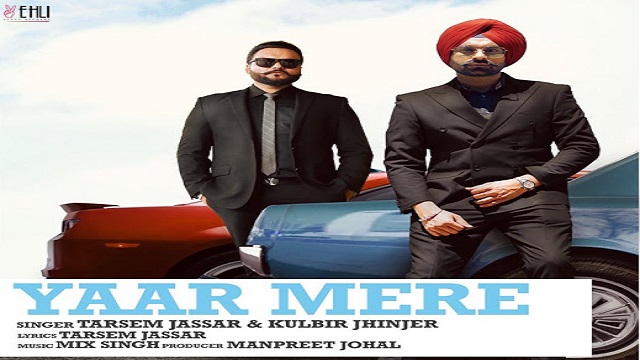 EHLI
YAAR MERE
SINGER TARSEM JASSAR & KULBIR JHINJER
LYRICS TARSEM JASSAR
MUSIC MIX SINGH PRODUCER MANPREET JOHAL